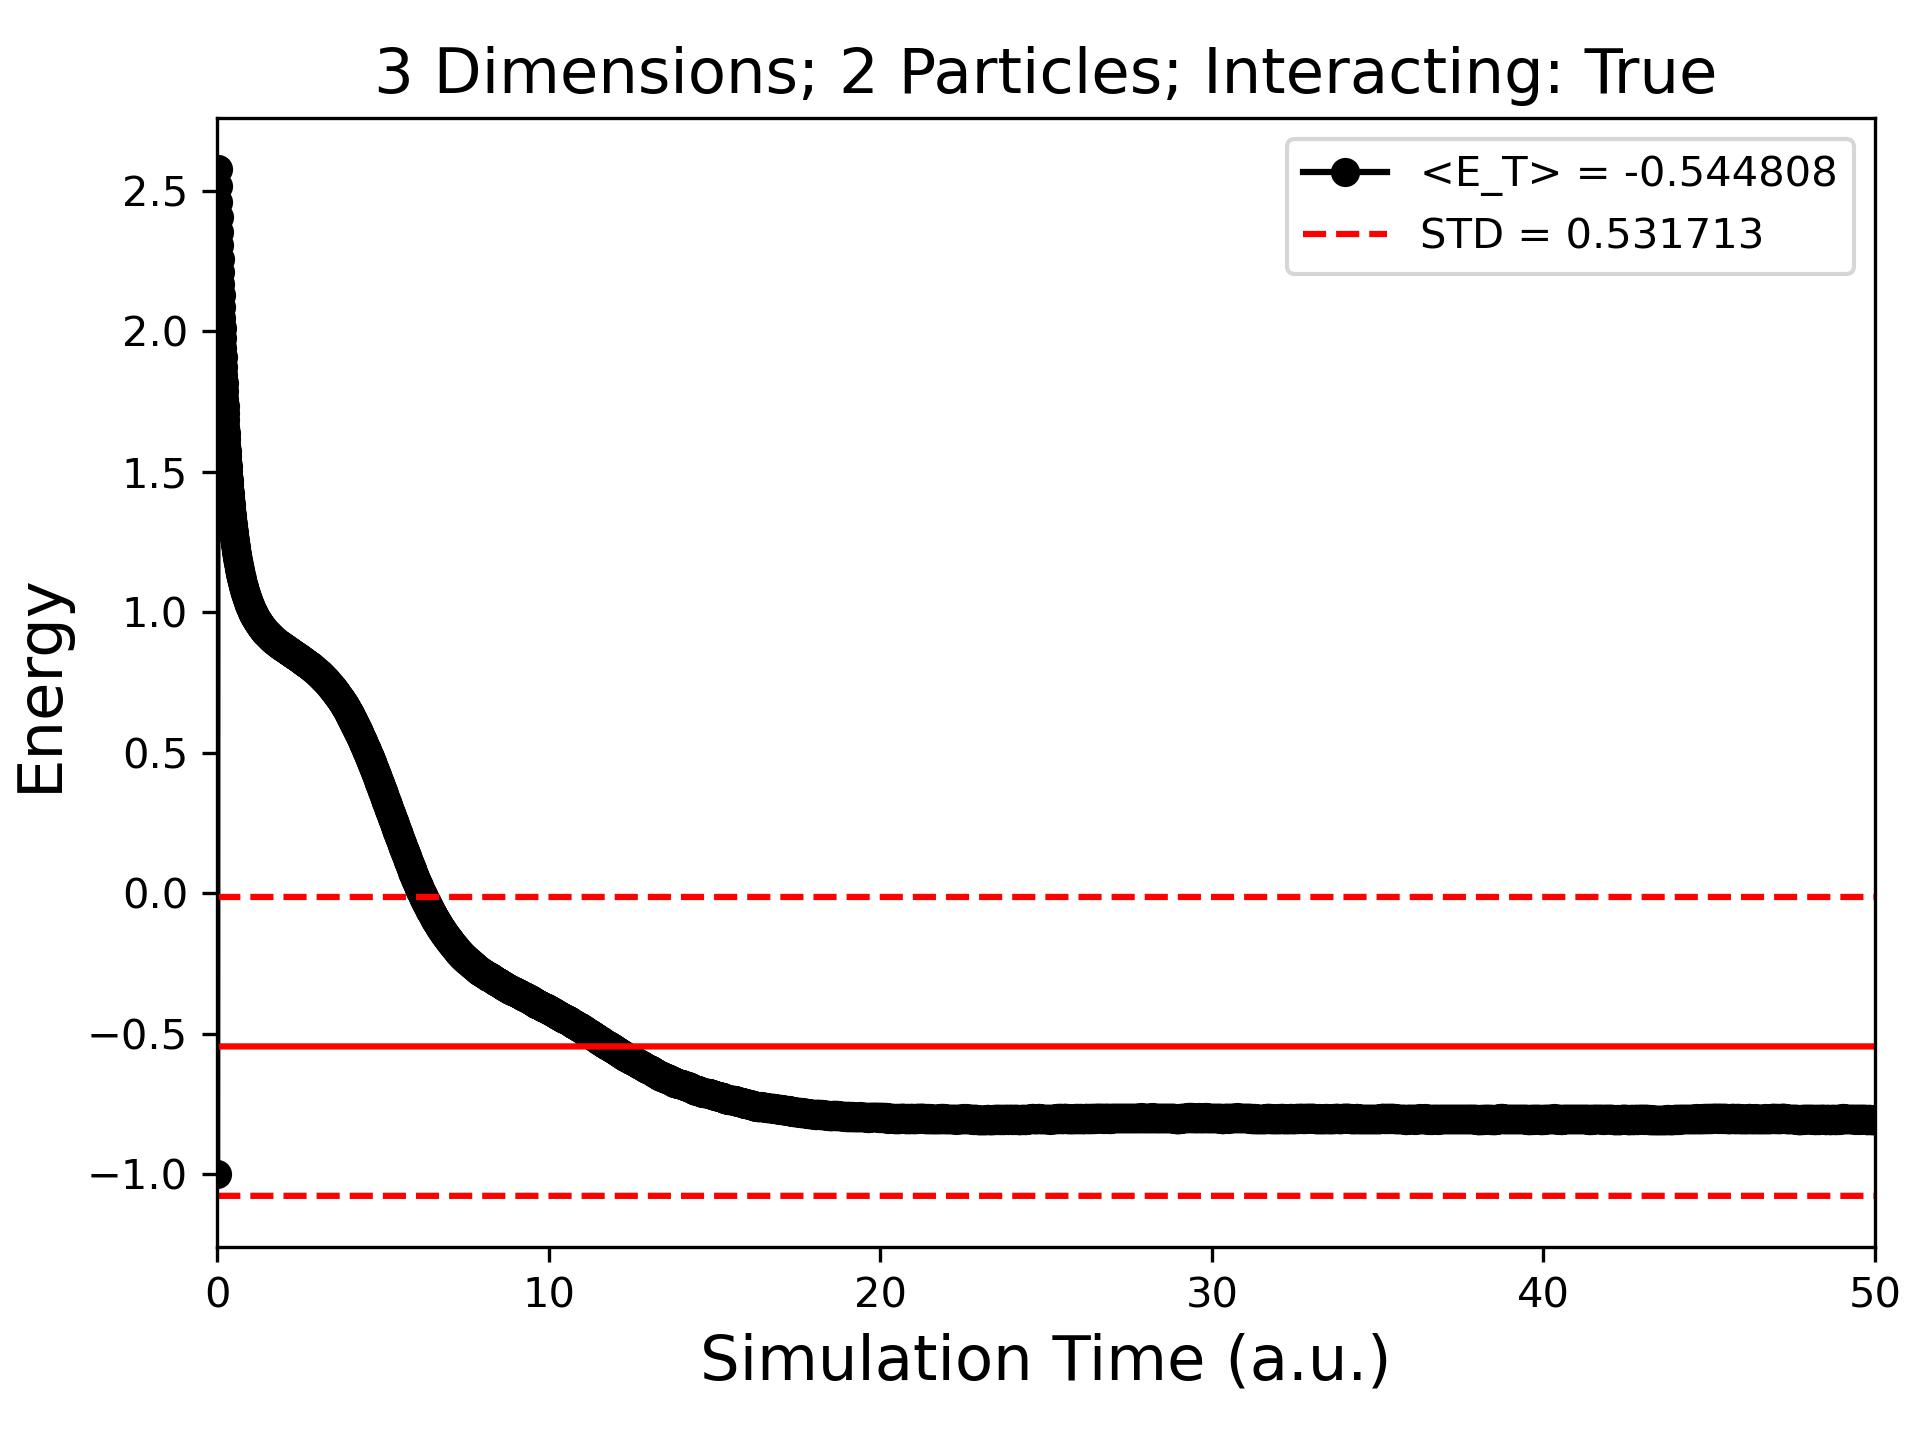 3 Dimensions; 2 Particles; Interacting: True
<E_T> = -0.544808
STD = 0.531713
Energy
2.5
2.0
1.5
1.0
0.5
0.0
−0.5
−1.0
0 10 20 30 40 50
Simulation Time (a.u.)